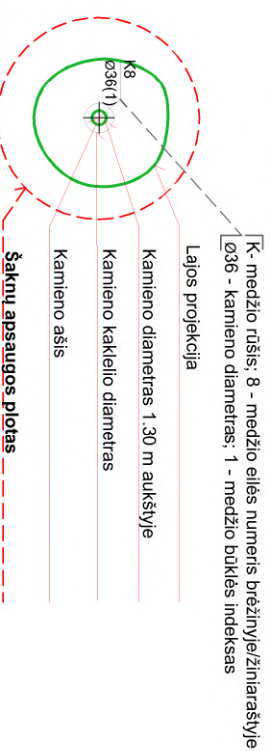 K- medžio rūšis; 8 - medžio eilės numeris brėžinyje/žiniaraštyje
ø36 - kamieno diametras; 1 - medžio būklės indeksas
K8
ø36(1)
Lajos projekcija
Kamieno diametras 1.30 m aukštyje
Kamieno kaklelio diametras
Kamieno ašis
Šaknų apsaugos plotas